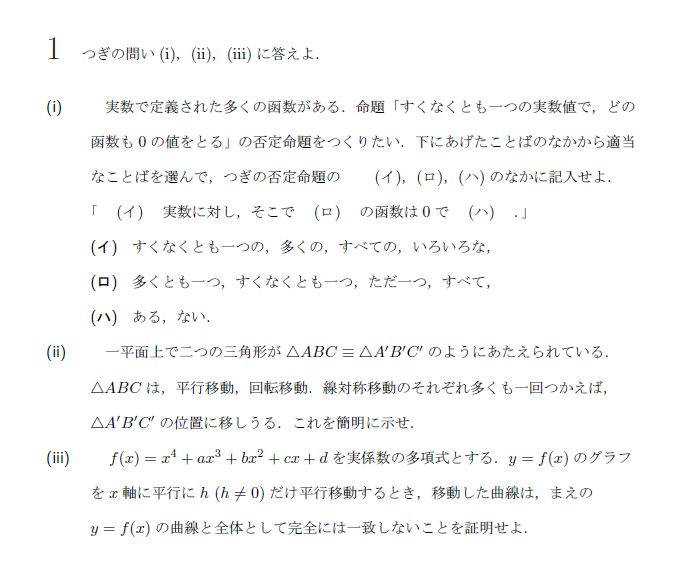 1 つぎの問い (i), (ii), (iii) に答えよ.
(i) 実数で定義された多くの函数がある. 命題「すくなくとも一つの実数値で, どの
函数も 0 の値をとる」の否定命題をつくりたい. 下にあげたことばのなかから適当
なことばを選んで, つぎの否定命題の (イ), (ロ), (ハ) のなかに記入せよ.
「 (イ) 実数に対し, そこで (ロ) の函数は 0 で (ハ) .」
(イ) すくなくとも一つの, 多くの, すべての, いろいろな,
(ロ) 多くとも一つ, すくなくとも一つ, ただ一つ, すべて,
(ハ) ある, ない.
(ii) 一平面上で二つの三角形が △ABC ≡ △A′B′C′ のようにあたえられている.
△ABC は, 平行移動, 回転移動. 線対称移動のそれぞれ多くも一回つかえば,
△A′B′C′ の位置に移しうる. これを簡明に示せ.
(iii) f(x) = x⁴ + ax³ + bx² + cx + d を実係数の多項式とする. y = f(x) のグラフ
を x 軸に平行に h (h ≠ 0) だけ平行移動するとき, 移動した曲線は, まえの
y = f(x) の曲線と全体として完全には一致しないことを証明せよ.